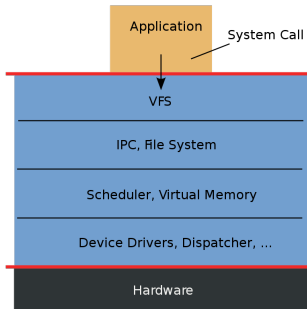 Application
System Call
VFS
IPC, File System
Scheduler, Virtual Memory
Device Drivers, Dispatcher, ...
Hardware